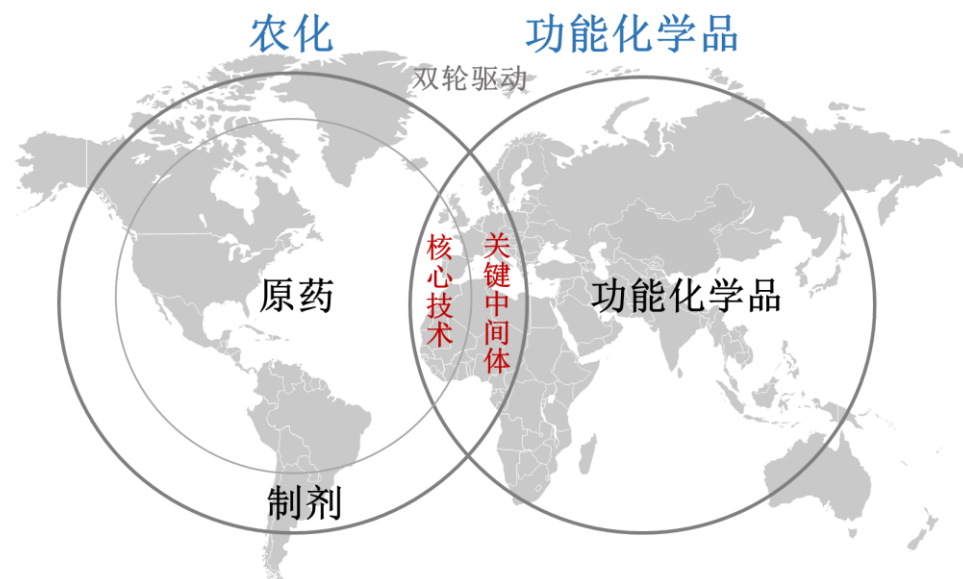 农化
功能化学品
双轮驱动
核心技术
关键中间体
原药
功能化学品
制剂